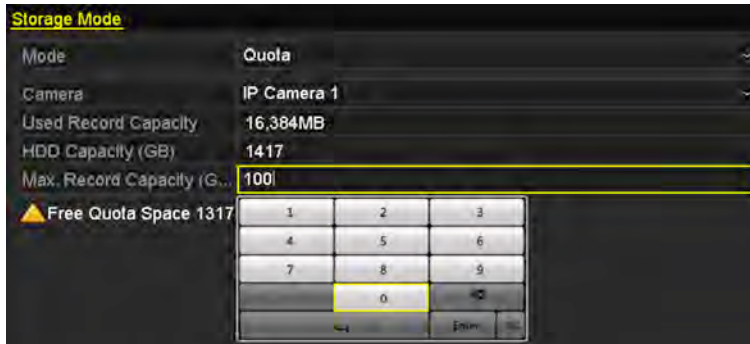 Storage Mode
Mode Quota
Camera IP Camera 1
Used Record Capacity 16,384MB
HDD Capacity (GB) 1417
Max. Record Capacity (G... 100
Free Quota Space 1317
1 2 3
4 5 6
7 8 9
0
Enter